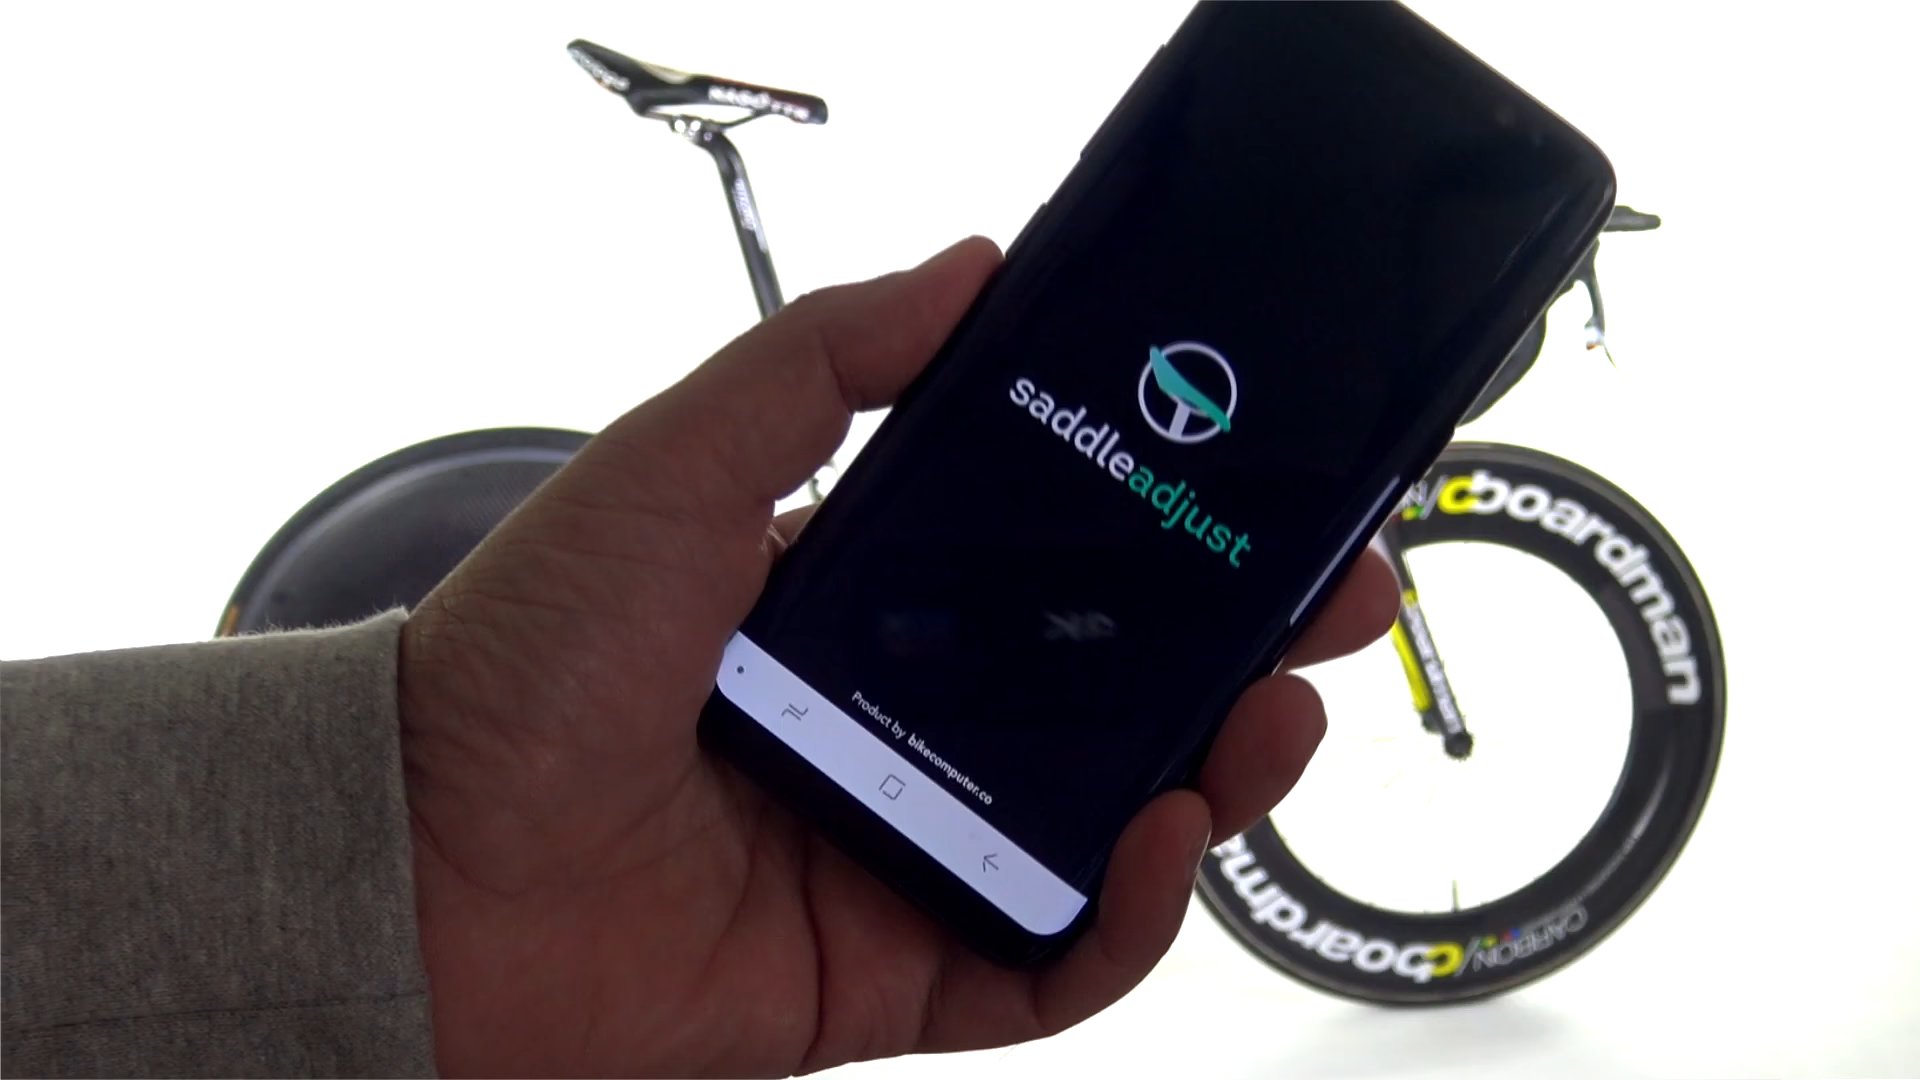 saddleadjust
Product by bikecomputer.co
boardman
boardman
CARBON
boardman